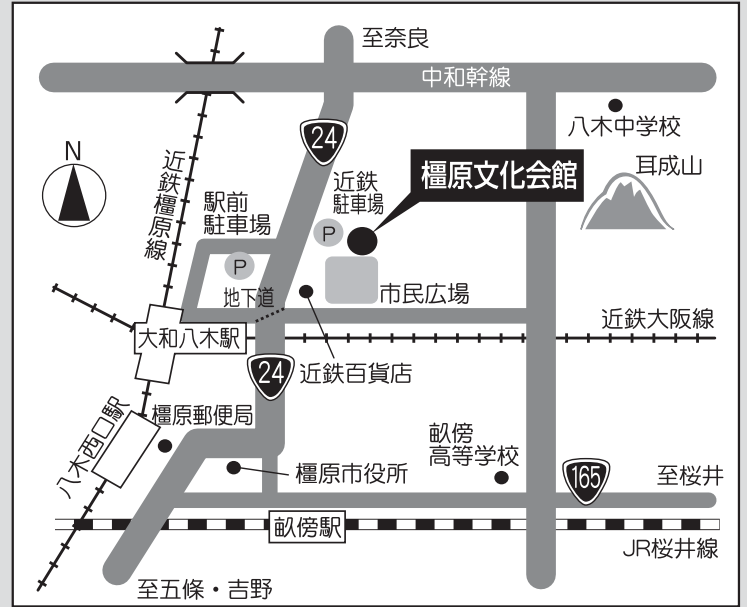 至奈良
中和幹線
八木中学校
N
24
近鉄橿原線
近鉄
駐車場
橿原文化会館
耳成山
駅前
駐車場
P
P
地下道
市民広場
大和八木駅
近鉄大阪線
24
近鉄百貨店
八木西口駅
橿原郵便局
畝傍
高等学校
橿原市役所
165
至桜井
畝傍駅
JR桜井線
至五條・吉野